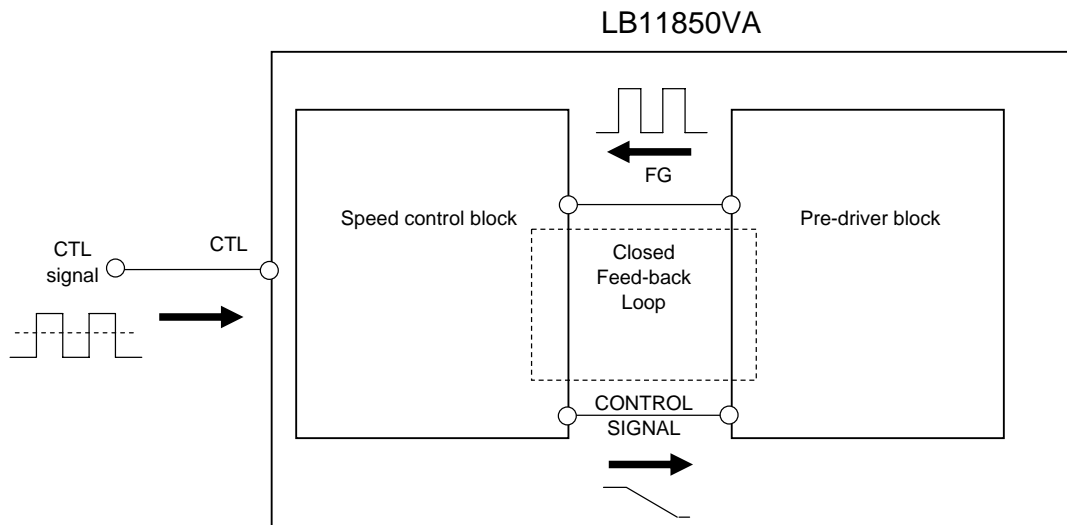 LB11850VA
FG
Speed control block
Pre-driver block
CTL
signal
CTL
Closed
Feed-back
Loop
CONTROL
SIGNAL